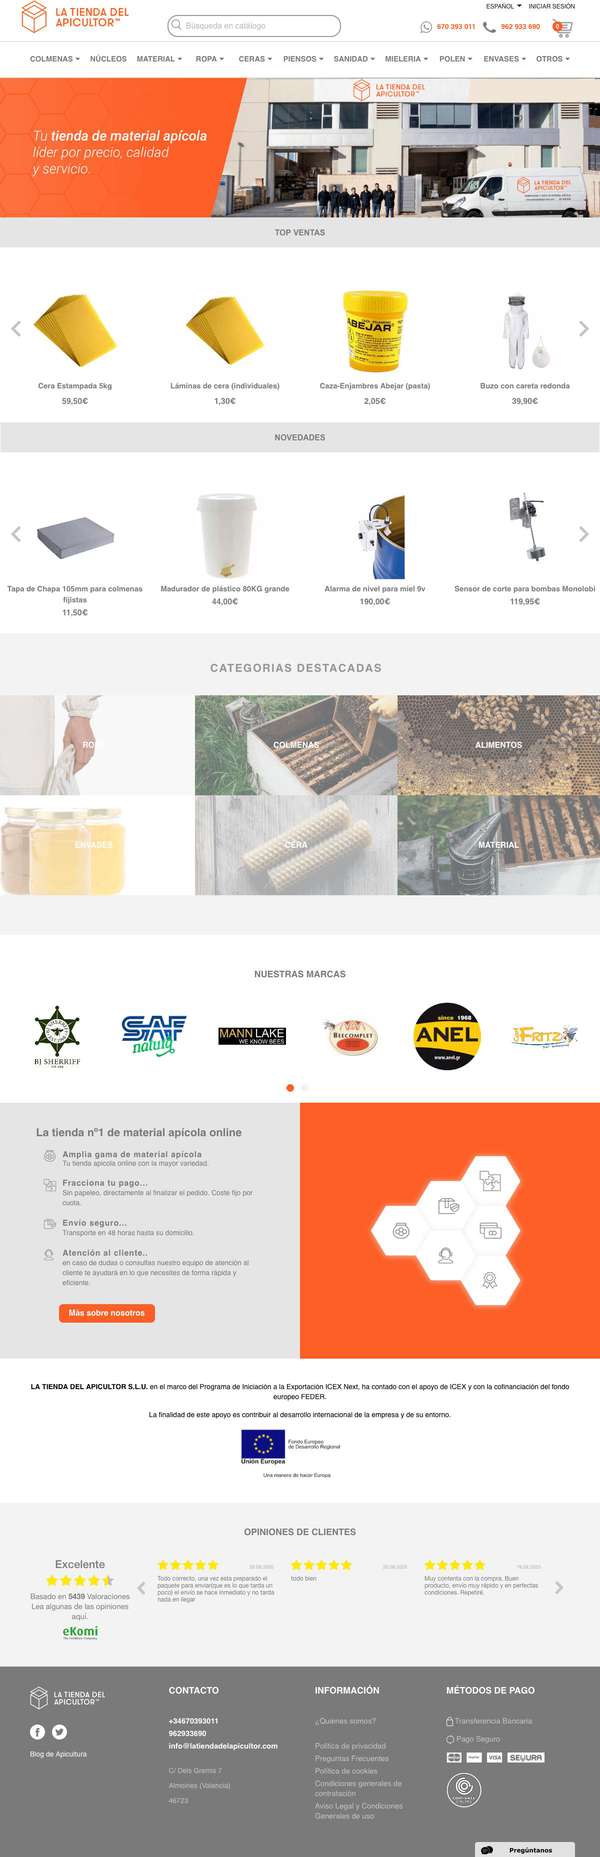 LA TIENDA DEL
APICULTOR
Búsqueda en catálogo
ESPAÑOL
INICIAR SESIÓN
670 393 011
962 933 690
0
COLMENAS
NÚCLEOS
MATERIAL
ROPA
CERAS
PIENSOS
SANIDAD
MIELERIA
POLEN
ENVASES
OTROS
Tu tienda de material apícola
líder por precio, calidad
y servicio.
LA TIENDA DEL
APICULTOR
LA TIENDA DEL
APICULTOR
TOP VENTAS
ABEJAR
Cera Estampada 5kg
59,50€
Láminas de cera (individuales)
1,30€
Caza-Enjambres Abejar (pasta)
2,05€
Buzo con careta redonda
39,90€
NOVEDADES
Tapa de Chapa 105mm para colmenas
fijistas
11,50€
Madurador de plástico 80KG grande
44,00€
Alarma de nivel para miel 9v
190,00€
Sensor de corte para bombas Monolobi
119,95€
CATEGORIAS DESTACADAS
COLMENAS
ALIMENTOS
ENVASES
CERA
MATERIAL
NUESTRAS MARCAS
BJ SHERRIFF
SAF
natura
MANN LAKE
WE KNOW BEES
BEECOMPLET
since 1968
ANEL
www.anel.gr
FRITZ
La tienda nº1 de material apícola online
Amplia gama de material apícola
Tu tienda apicola online con la mayor variedad.
Fracciona tu pago...
Sin papeleo, directamente al finalizar el pedido. Coste fijo por
cuota.
Envío seguro...
Transporte en 48 horas hasta su domicilio.
Atención al cliente..
en caso de dudas o consultas nuestro equipo de atención al
cliente te ayudará en lo que necesites de forma rápida y
eficiente.
Más sobre nosotros
LA TIENDA DEL APICULTOR S.L.U. en el marco del Programa de Iniciación a la Exportación ICEX Next, ha contado con el apoyo de ICEX y con la cofinanciación del fondo
europeo FEDER.
La finalidad de este apoyo es contribuir al desarrollo internacional de la empresa y de su entorno.
Fondo Europeo
de Desarrollo Regional
Unión Europea
Una manera de hacer Europa
OPINIONES DE CLIENTES
Excelente
Basado en 5439 Valoraciones
Lea algunas de las opiniones
aquí.
eKomi
Todo correcto, una vez esta preparado el
paquete para enviar(que es lo que tarda un
poco) el envío se hace inmediato y no tarda
nada en llegar
todo bien
Muy contenta con la compra. Buen
producto, envío muy rápido y en perfectas
condiciones. Repetiré.
LA TIENDA DEL
APICULTOR
Blog de Apicultura
CONTACTO
+34670393011
962933690
info@latiendadelapicultor.com
C/ Dels Gremis 7
Almoines (Valencia)
46723
INFORMACIÓN
¿Quienes somos?
Política de privacidad
Preguntas Frecuentes
Política de cookies
Condiciones generales de
contratación
Aviso Legal y Condiciones
Generales de uso
MÉTODOS DE PAGO
Transferencia Bancaria
Pago Seguro
VISA
SEQURA
Pregúntanos